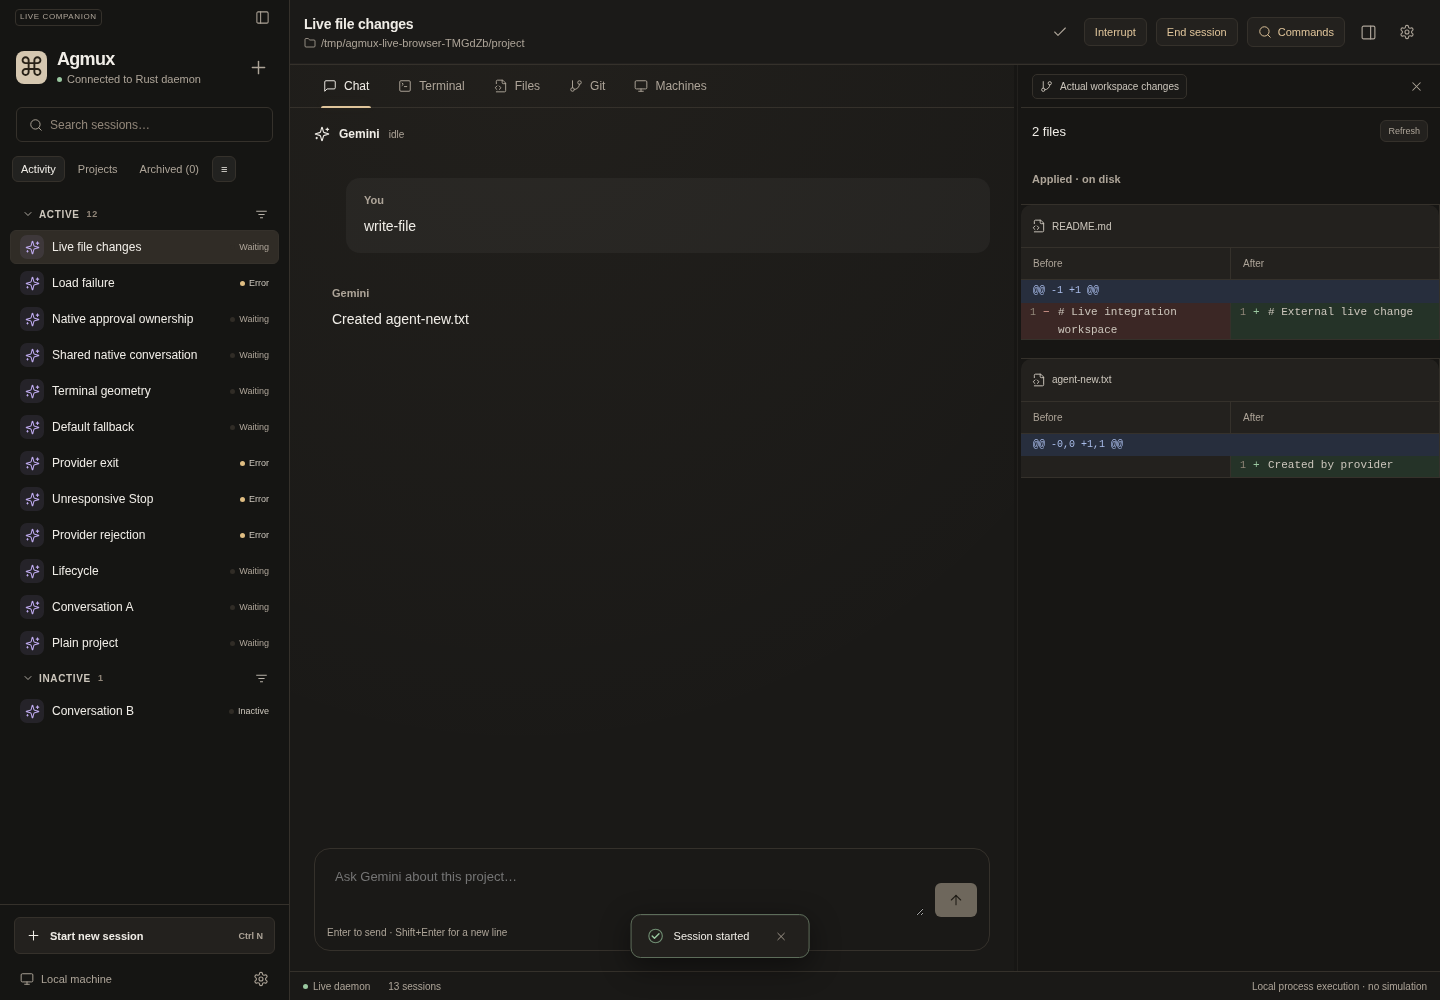 LIVE COMPANION
Agmux
Connected to Rust daemon
Search sessions…
Activity
Projects
Archived (0)
≡
ACTIVE 12
Live file changes Waiting
Load failure Error
Native approval ownership Waiting
Shared native conversation Waiting
Terminal geometry Waiting
Default fallback Waiting
Provider exit Error
Unresponsive Stop Error
Provider rejection Error
Lifecycle Waiting
Conversation A Waiting
Plain project Waiting
INACTIVE 1
Conversation B Inactive
Start new session Ctrl N
Local machine
Live file changes
/tmp/agmux-live-browser-TMGdZb/project
Interrupt
End session
Commands
Chat
Terminal
Files
Git
Machines
Gemini idle
You
write-file
Gemini
Created agent-new.txt
Ask Gemini about this project…
Enter to send · Shift+Enter for a new line
Session started
Actual workspace changes
2 files
Refresh
Applied · on disk
README.md
Before After
@@ -1 +1 @@
1 − # Live integration workspace
1 + # External live change
agent-new.txt
Before After
@@ -0,0 +1,1 @@
1 + Created by provider
Live daemon 13 sessions
Local process execution · no simulation